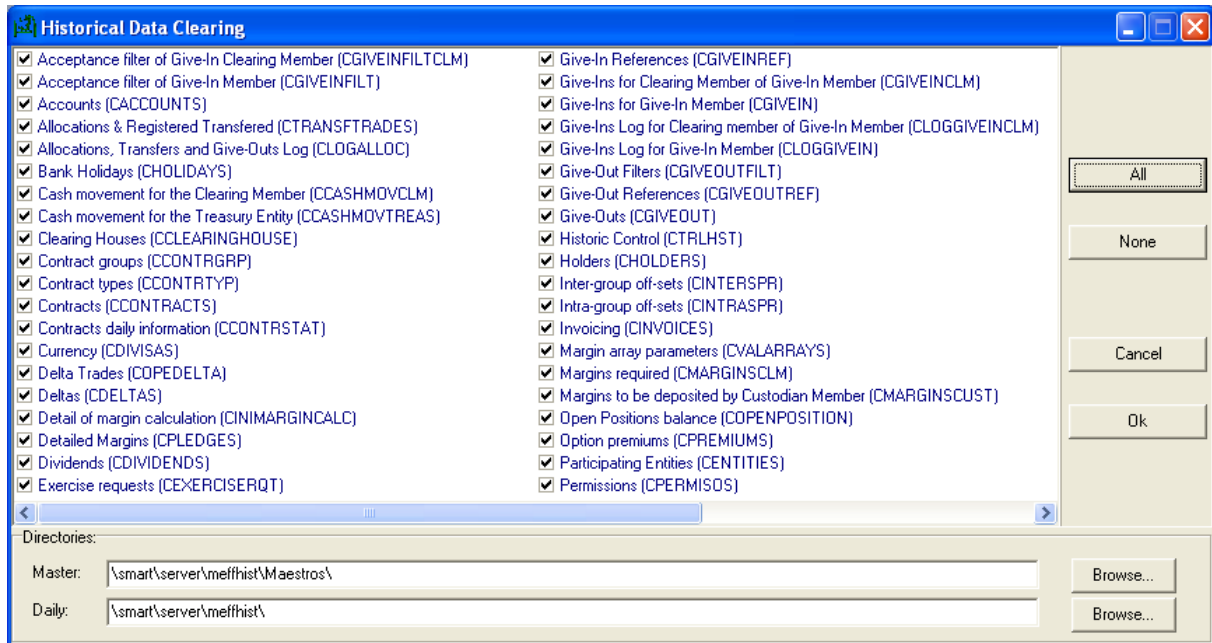 Historical Data Clearing
Acceptance filter of Give-In Clearing Member (CGIVEINFILTCLM)
Acceptance filter of Give-In Member (CGIVEINFILT)
Accounts (CACCOUNTS)
Allocations & Registered Transfered (CTRANSFTRADES)
Allocations, Transfers and Give-Outs Log (CLOGALLOC)
Bank Holidays (CHOLIDAYS)
Cash movement for the Clearing Member (CCASHMOVCLM)
Cash movement for the Treasury Entity (CCASHMOVTREAS)
Clearing Houses (CCLEARINGHOUSE)
Contract groups (CCONTRGRP)
Contract types (CCONTRTYP)
Contracts (CCONTRACTS)
Contracts daily information (CCONTRSTAT)
Currency (CDIVISAS)
Delta Trades (COPEDELTA)
Deltas (CDELTAS)
Detail of margin calculation (CINIMARGINCALC)
Detailed Margins (CPLEDGES)
Dividends (CDIVIDENDS)
Exercise requests (CEXERCISERQT)
Give-In References (CGIVEINREF)
Give-Ins for Clearing Member of Give-In Member (CGIVEINCLM)
Give-Ins for Give-In Member (CGIVEIN)
Give-Ins Log for Clearing member of Give-In Member (CLOGGIVEINCLM)
Give-Ins Log for Give-In Member (CLOGGIVEIN)
Give-Out Filters (CGIVEOUTFILT)
Give-Out References (CGIVEOUTREF)
Give-Outs (CGIVEOUT)
Historic Control (CTRLHST)
Holders (CHOLDERS)
Inter-group off-sets (CINTERSPR)
Intra-group off-sets (CINTRASPR)
Invoicing (CINVOICES)
Margin array parameters (CVALARRAYS)
Margins required (CMARGINSCLM)
Margins to be deposited by Custodian Member (CMARGINSCUST)
Open Positions balance (COPENPOSITION)
Option premiums (CPREMIUMS)
Participating Entities (CENTITIES)
Permissions (CPERMISOS)
All
None
Cancel
Ok
Directories:
Master: \smart\server\meffhist\Maestros\ Browse...
Daily: \smart\server\meffhist\ Browse...